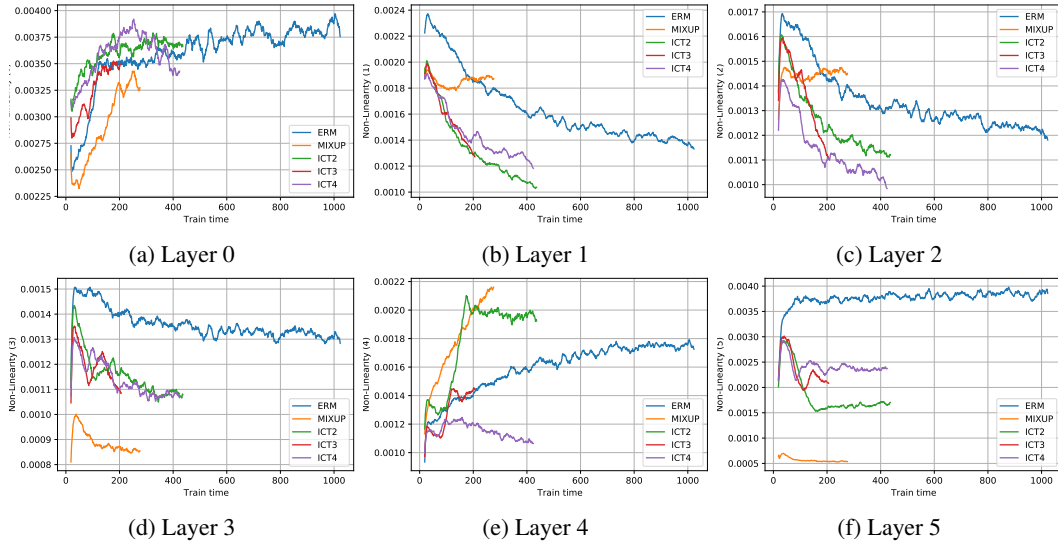 0.00400
0.00375
0.00350
0.00325
0.00300
0.00275
0.00250
0.00225
0 200 400 600 800 1000
Train time
ERM
MIXUP
ICT2
ICT3
ICT4
(a) Layer 0
Non-Linearity (1)
0.0024
0.0022
0.0020
0.0018
0.0016
0.0014
0.0012
0.0010
0 200 400 600 800 1000
Train time
ERM
MIXUP
ICT2
ICT3
ICT4
(b) Layer 1
Non-Linearity (2)
0.0017
0.0016
0.0015
0.0014
0.0013
0.0012
0.0011
0.0010
0 200 400 600 800 1000
Train time
ERM
MIXUP
ICT2
ICT3
ICT4
(c) Layer 2
Non-Linearity (3)
0.0015
0.0014
0.0013
0.0012
0.0011
0.0010
0.0009
0.0008
0 200 400 600 800 1000
Train time
ERM
MIXUP
ICT2
ICT3
ICT4
(d) Layer 3
Non-Linearity (4)
0.0022
0.0020
0.0018
0.0016
0.0014
0.0012
0.0010
0 200 400 600 800 1000
Train time
ERM
MIXUP
ICT2
ICT3
ICT4
(e) Layer 4
Non-Linearity (5)
0.0040
0.0035
0.0030
0.0025
0.0020
0.0015
0.0010
0.0005
0 200 400 600 800 1000
Train time
ERM
MIXUP
ICT2
ICT3
ICT4
(f) Layer 5